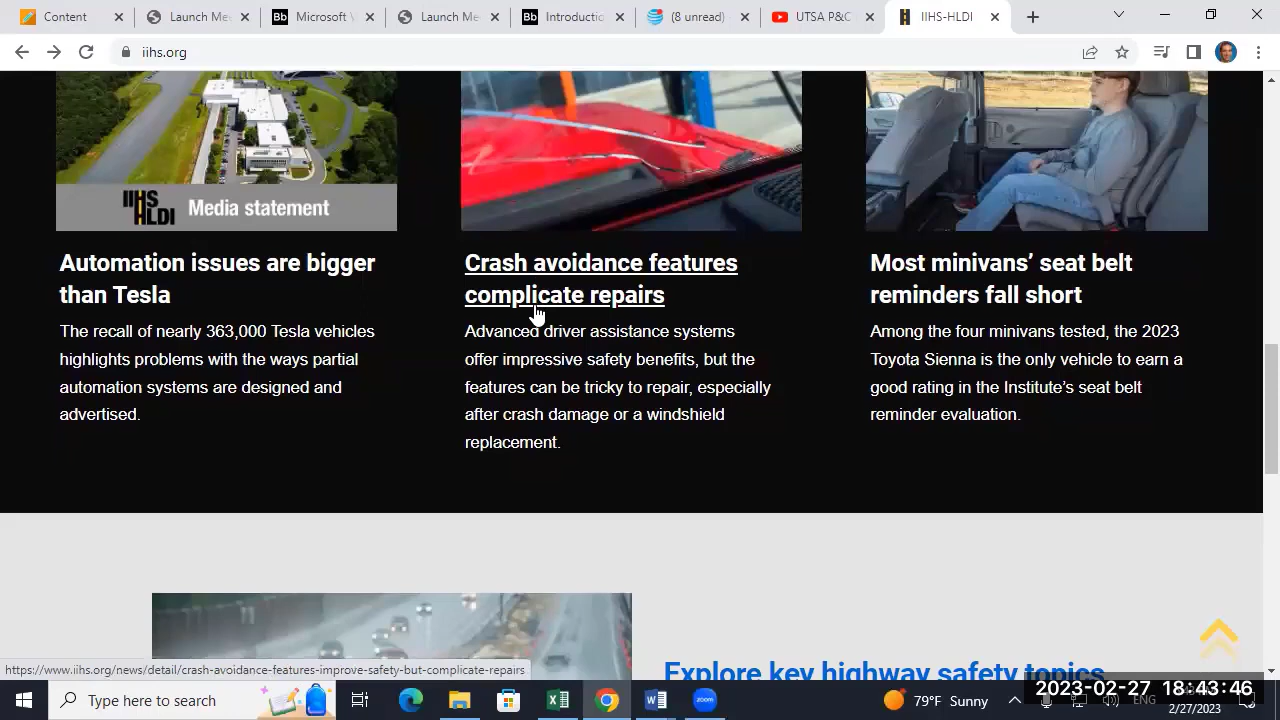 Content
Launch Me
Microsoft
Launch Me
Introductio
(8 unread
UTSA P&C
IIHS-HLDI
iihs.org
IIHS
HLDI
Media statement
Automation issues are bigger
than Tesla
The recall of nearly 363,000 Tesla vehicles
highlights problems with the ways partial
automation systems are designed and
advertised.
Crash avoidance features
complicate repairs
Advanced driver assistance systems
offer impressive safety benefits, but the
features can be tricky to repair, especially
after crash damage or a windshield
replacement.
Most minivans’ seat belt
reminders fall short
Among the four minivans tested, the 2023
Toyota Sienna is the only vehicle to earn a
good rating in the Institute’s seat belt
reminder evaluation.
Explore key highway safety topics
https://www.iihs.org/news/detail/crash-avoidance-features-improve-safety-but-complicate-repairs
Type here to search
zoom
79°F Sunny
ENG
2023-02-27 18:43:46
2/27/2023